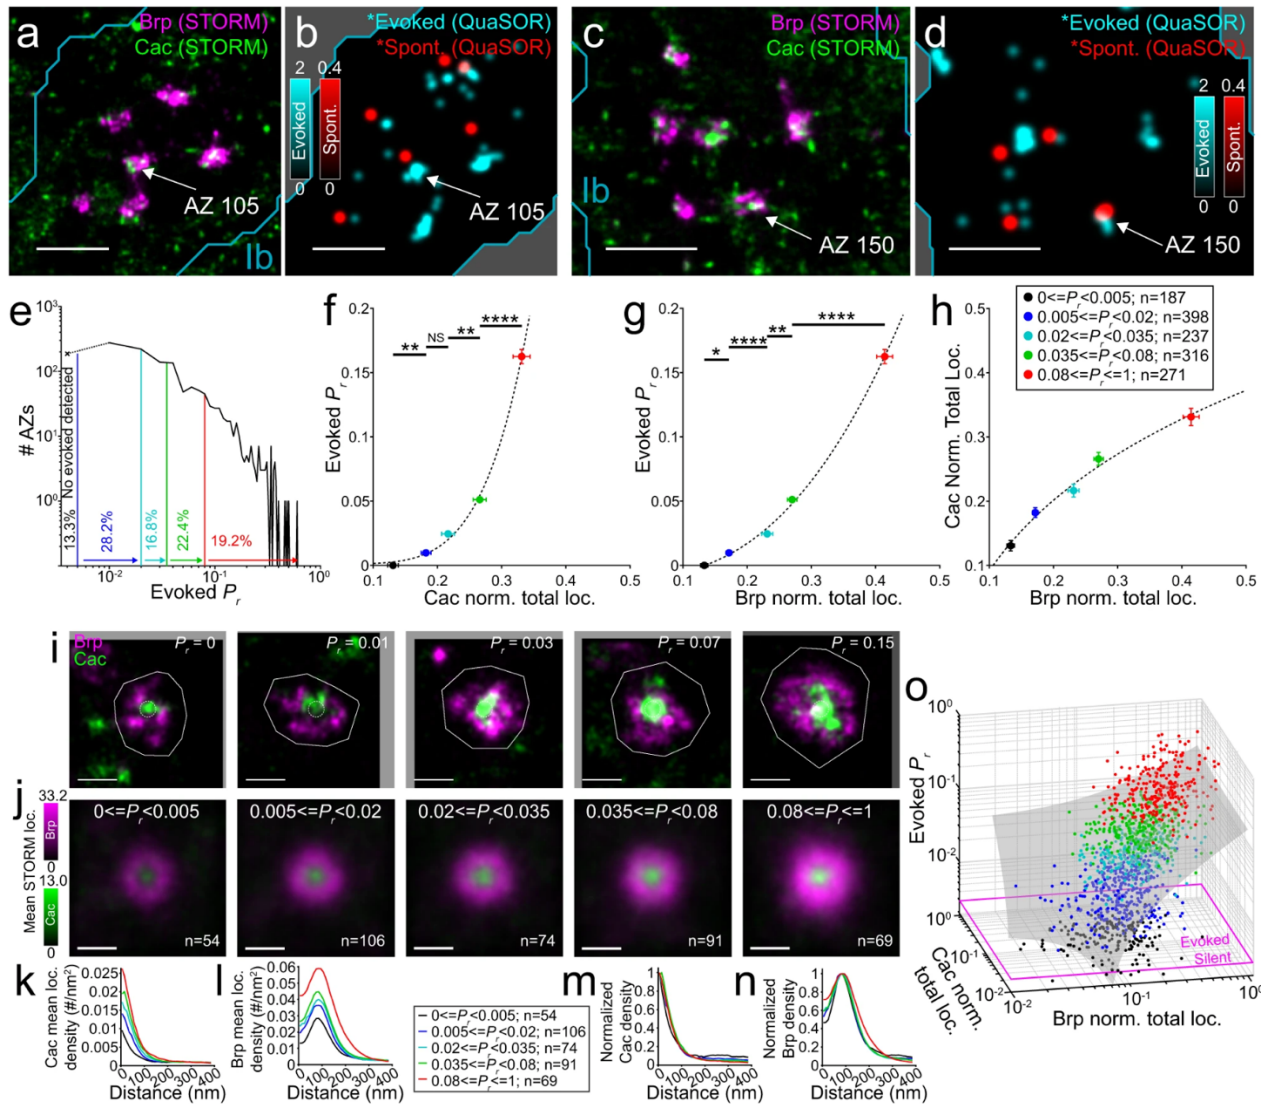 a
Brp (STORM)
Cac (STORM)
AZ 105
Ib
b
*Evoked (QuaSOR)
*Spont. (QuaSOR)
2
0.4
Evoked
Spont.
0
0
AZ 105
c
Brp (STORM)
Cac (STORM)
Ib
AZ 150
d
*Evoked (QuaSOR)
*Spont. (QuaSOR)
2
0.4
Evoked
Spont.
0
0
AZ 150
e
10³
10²
10¹
10⁰
# AZs
No evoked detected
13.3%
28.2%
16.8%
22.4%
19.2%
10⁻²
10⁻¹
10⁰
Evoked Pr
f
0.2
0.15
0.1
0.05
0
Evoked Pr
**
NS
**
****
0.1 0.2 0.3 0.4 0.5
Cac norm. total loc.
g
0.2
0.15
0.1
0.05
0
Evoked Pr
*
****
**
****
0.1 0.2 0.3 0.4 0.5
Brp norm. total loc.
h
0<=Pr<0.005; n=187
0.005<=Pr<0.02; n=398
0.02<=Pr<0.035; n=237
0.035<=Pr<0.08; n=316
0.08<=Pr<=1; n=271
0.5
0.4
0.3
0.2
0.1
Cac Norm. Total Loc.
0.1 0.2 0.3 0.4 0.5
Brp norm. total loc.
i
Brp
Cac
Pr = 0
Pr = 0.01
Pr = 0.03
Pr = 0.07
Pr = 0.15
j
Mean STORM loc.
33.2
Brp
0
13.0
Cac
0
0<=Pr<0.005
n=54
0.005<=Pr<0.02
n=106
0.02<=Pr<0.035
n=74
0.035<=Pr<0.08
n=91
0.08<=Pr<=1
n=69
k
Cac mean loc.
density (#/nm²)
0.025
0.02
0.015
0.01
0.005
0 100 200 300 400
Distance (nm)
l
Brp mean loc.
density (#/nm²)
0.06
0.05
0.04
0.03
0.02
0.01
0
0 100 200 300 400
Distance (nm)
0<=Pr<0.005; n=54
0.005<=Pr<0.02; n=106
0.02<=Pr<0.035; n=74
0.035<=Pr<0.08; n=91
0.08<=Pr<=1; n=69
m
Normalized
Cac density
1
0.8
0.6
0.4
0.2
0
0 100 200 300 400
Distance (nm)
n
Normalized
Brp density
1
0.8
0.6
0.4
0.2
0
0 100 200 300 400
Distance (nm)
o
Evoked Pr
10⁰
10⁻¹
10⁻²
10⁰
10⁻¹
10⁻²
Cac norm.
total loc.
Evoked
Silent
10⁻²
10⁻¹
10⁰
Brp norm. total loc.